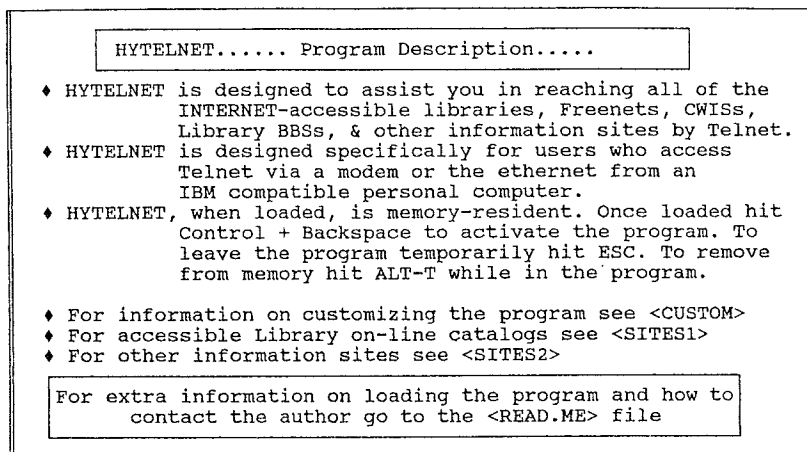 HYTELNET...... Program Description.....
♦ HYTELNET is designed to assist you in reaching all of the
INTERNET-accessible libraries, Freenets, CWISs,
Library BBSs, & other information sites by Telnet.
♦ HYTELNET is designed specifically for users who access
Telnet via a modem or the ethernet from an
IBM compatible personal computer.
♦ HYTELNET, when loaded, is memory-resident. Once loaded hit
Control + Backspace to activate the program. To
leave the program temporarily hit ESC. To remove
from memory hit ALT-T while in the program.
♦ For information on customizing the program see <CUSTOM>
♦ For accessible Library on-line catalogs see <SITES1>
♦ For other information sites see <SITES2>
For extra information on loading the program and how to
contact the author go to the <READ.ME> file